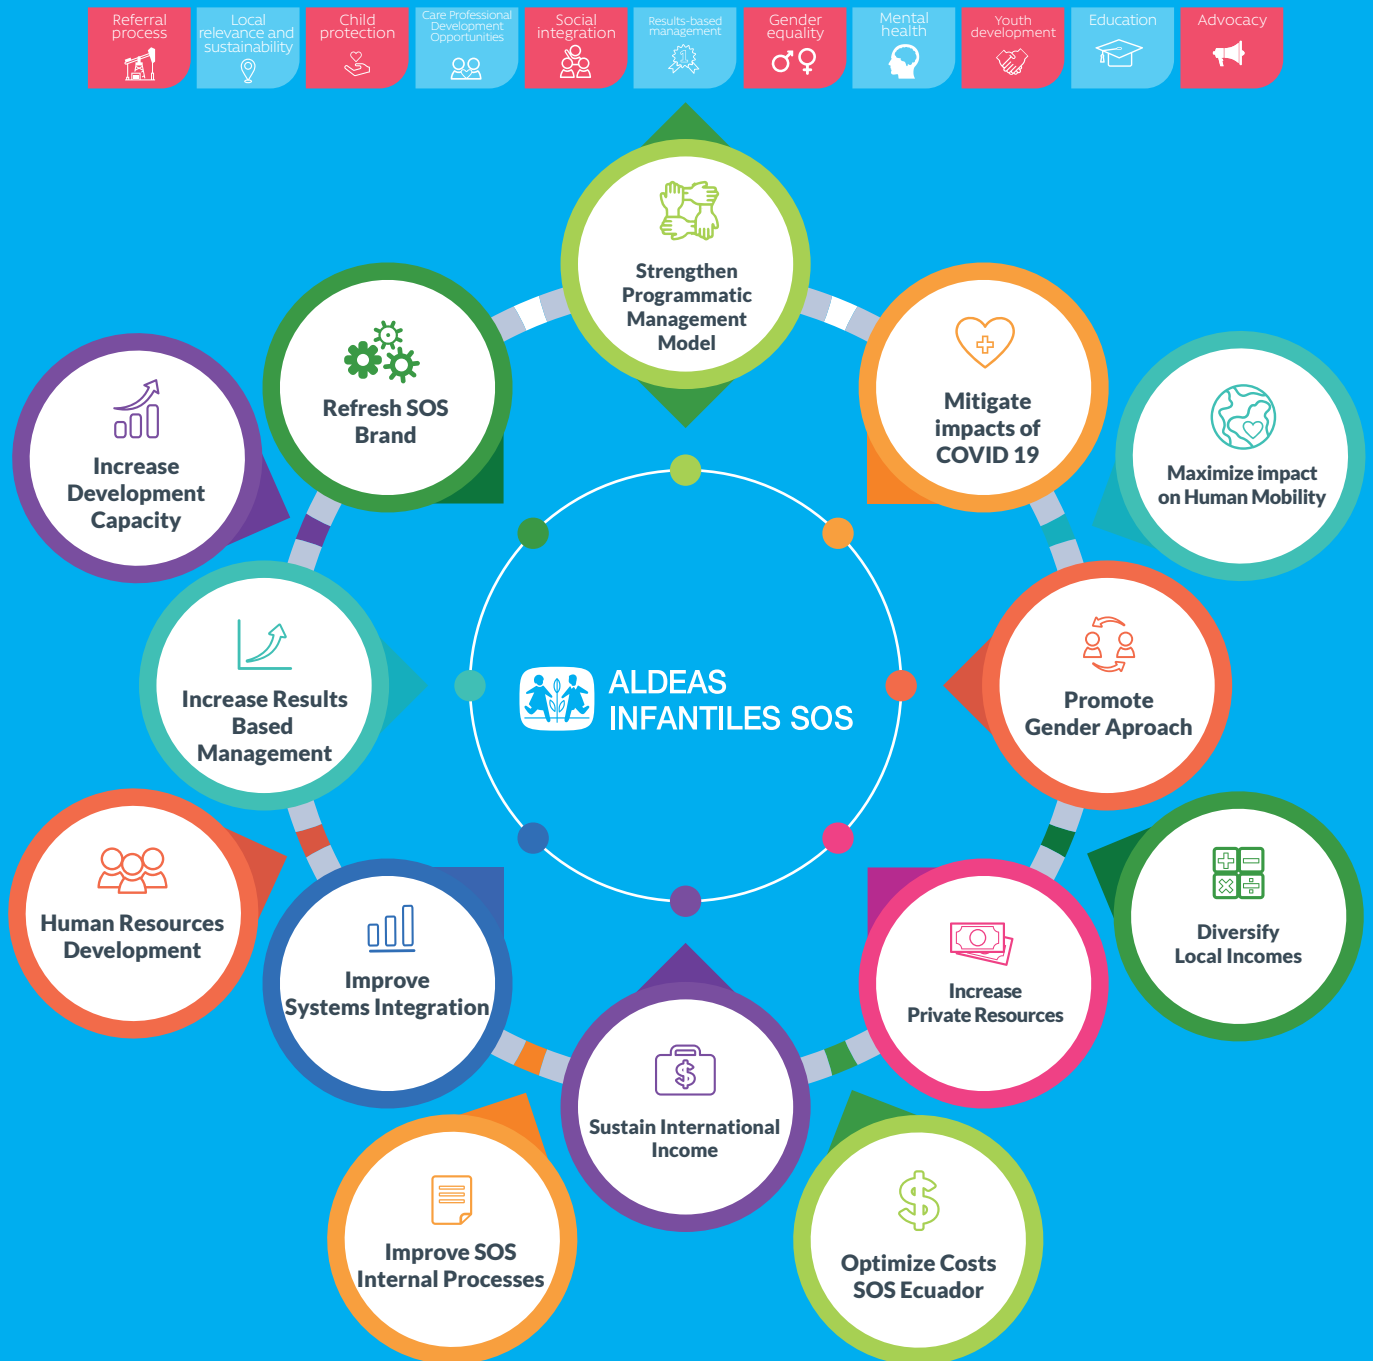 Referral
process
Local
relevance and
sustainability
Child
protection
Care Professional
Development
Opportunities
Social
integration
Results-based
management
1
Gender
equality
Mental
health
Youth
development
Education
Advocacy
Strengthen
Programmatic
Management
Model
Refresh SOS
Brand
Mitigate
impacts of
COVID 19
Increase
Development
Capacity
Maximize impact
on Human Mobility
ALDEAS
INFANTILES SOS
Increase Results
Based
Management
Promote
Gender Aproach
Human Resources
Development
Diversify
Local Incomes
Improve
Systems Integration
Increase
Private Resources
$
Sustain International
Income
Improve SOS
Internal Processes
$
Optimize Costs
SOS Ecuador